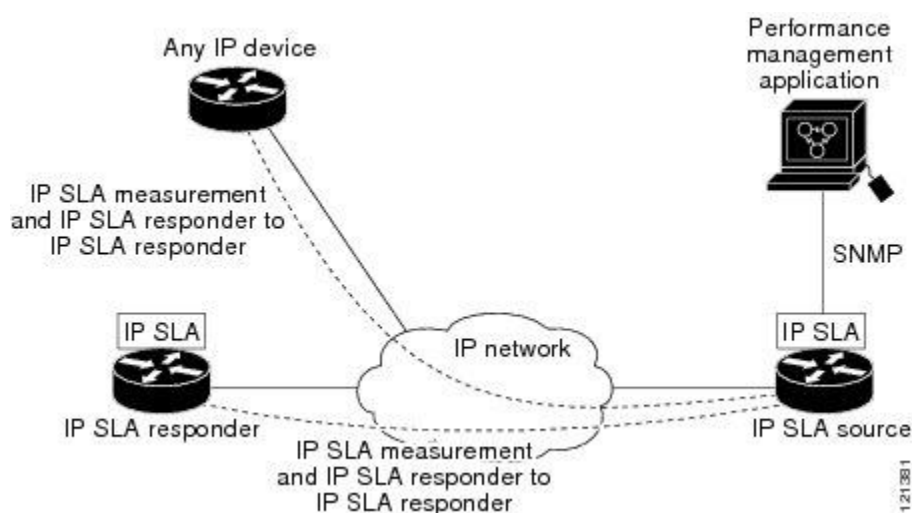 Any IP device
Performance
management
application
IP SLA measurement
and IP SLA responder to
IP SLA responder
SNMP
IP SLA
IP network
IP SLA
IP SLA responder
IP SLA source
IP SLA measurement
and IP SLA responder to
IP SLA responder
121381